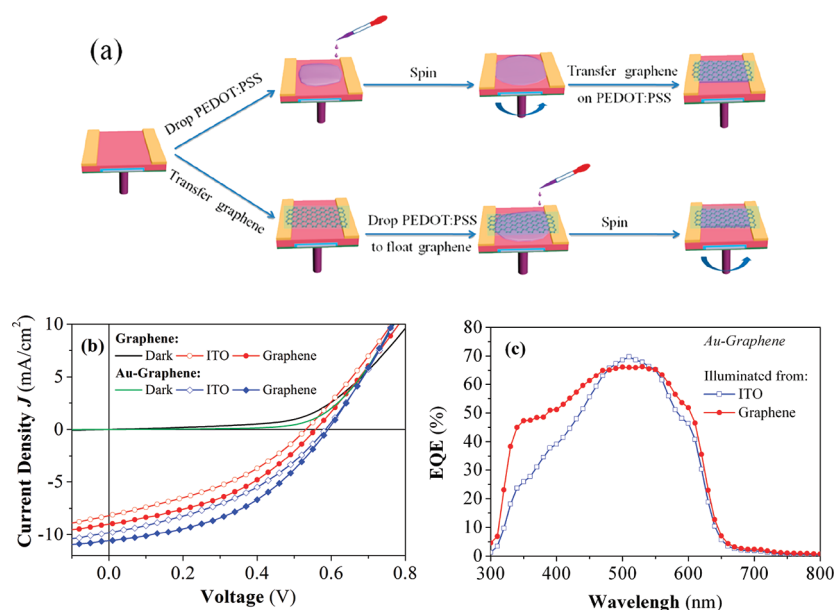 (a)
Drop PEDOT:PSS
Spin
Transfer graphene
on PEDOT:PSS
Transfer graphene
Drop PEDOT:PSS
to float graphene
Spin
(b)
Graphene:
Dark ITO Graphene
Au-Graphene:
Dark ITO Graphene
Current Density J (mA/cm²)
10
5
0
-5
-10
0.0 0.2 0.4 0.6 0.8
Voltage (V)
(c)
Au-Graphene
Illuminated from:
ITO
Graphene
EQE (%)
80
70
60
50
40
30
20
10
0
300 400 500 600 700 800
Wavelengh (nm)